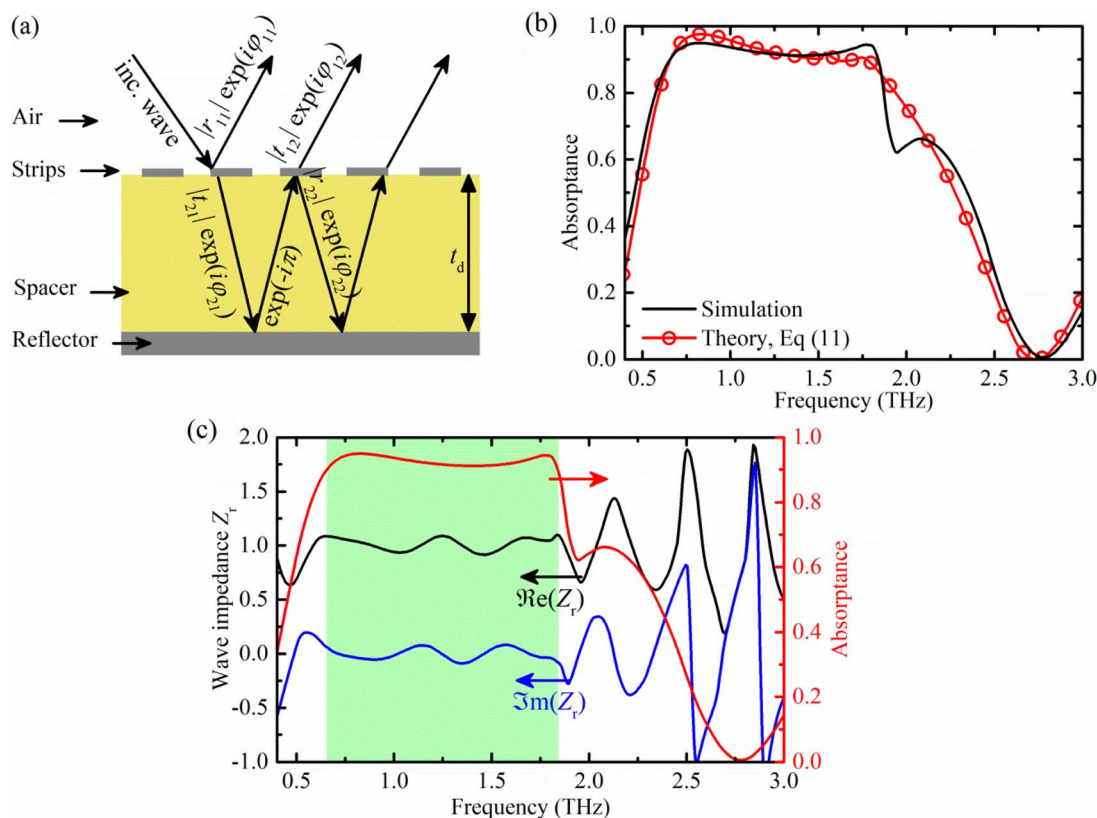 (a)
inc. wave
|r₁₁| exp(iφ₁₁)
|t₁₂| exp(iφ₁₂)
Air
Strips
|t₂₁| exp(iφ₂₁)
exp(-iπ)
|r₂₂| exp(iφ₂₂)
t_d
Spacer
Reflector
(b)
Absorptance
1.0
0.8
0.6
0.4
0.2
0.0
Simulation
Theory, Eq (11)
0.5 1.0 1.5 2.0 2.5 3.0
Frequency (THz)
(c)
Wave impedance Z_r
2.0
1.5
1.0
0.5
0.0
-0.5
-1.0
ℜe(Z_r)
ℑm(Z_r)
1.0
0.8
0.6
0.4
0.2
0.0
Absorptance
0.5 1.0 1.5 2.0 2.5 3.0
Frequency (THz)